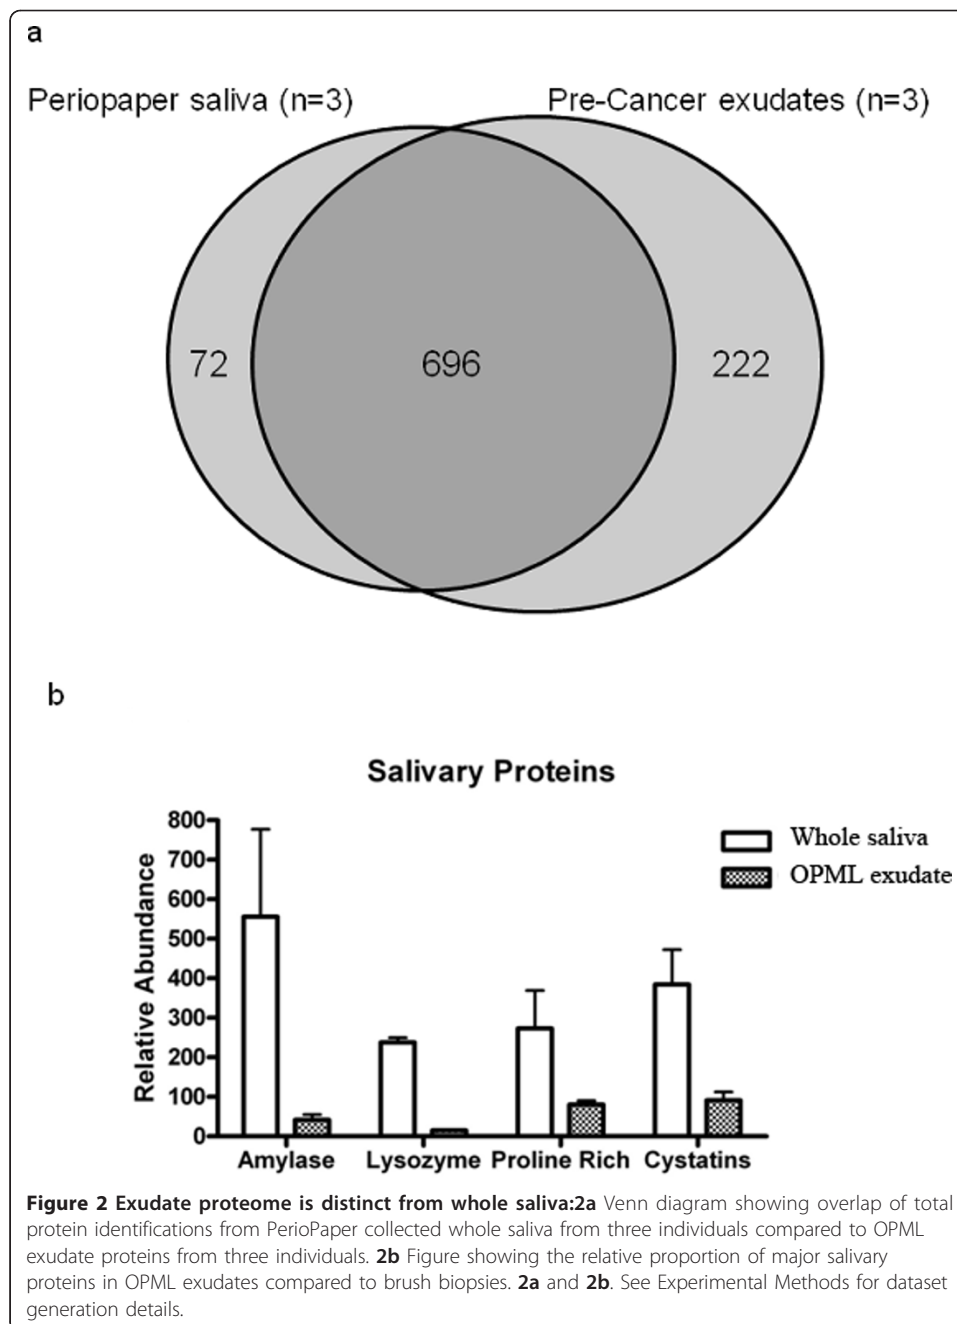 a
Periopaper saliva (n=3)
Pre-Cancer exudates (n=3)
72
696
222
b
Salivary Proteins
Relative Abundance
800
700
600
500
400
300
200
100
0
Whole saliva
OPML exudate
Amylase
Lysozyme
Proline Rich
Cystatins
Figure 2 Exudate proteome is distinct from whole saliva:2a Venn diagram showing overlap of total
protein identifications from PerioPaper collected whole saliva from three individuals compared to OPML
exudate proteins from three individuals. 2b Figure showing the relative proportion of major salivary
proteins in OPML exudates compared to brush biopsies. 2a and 2b. See Experimental Methods for dataset
generation details.